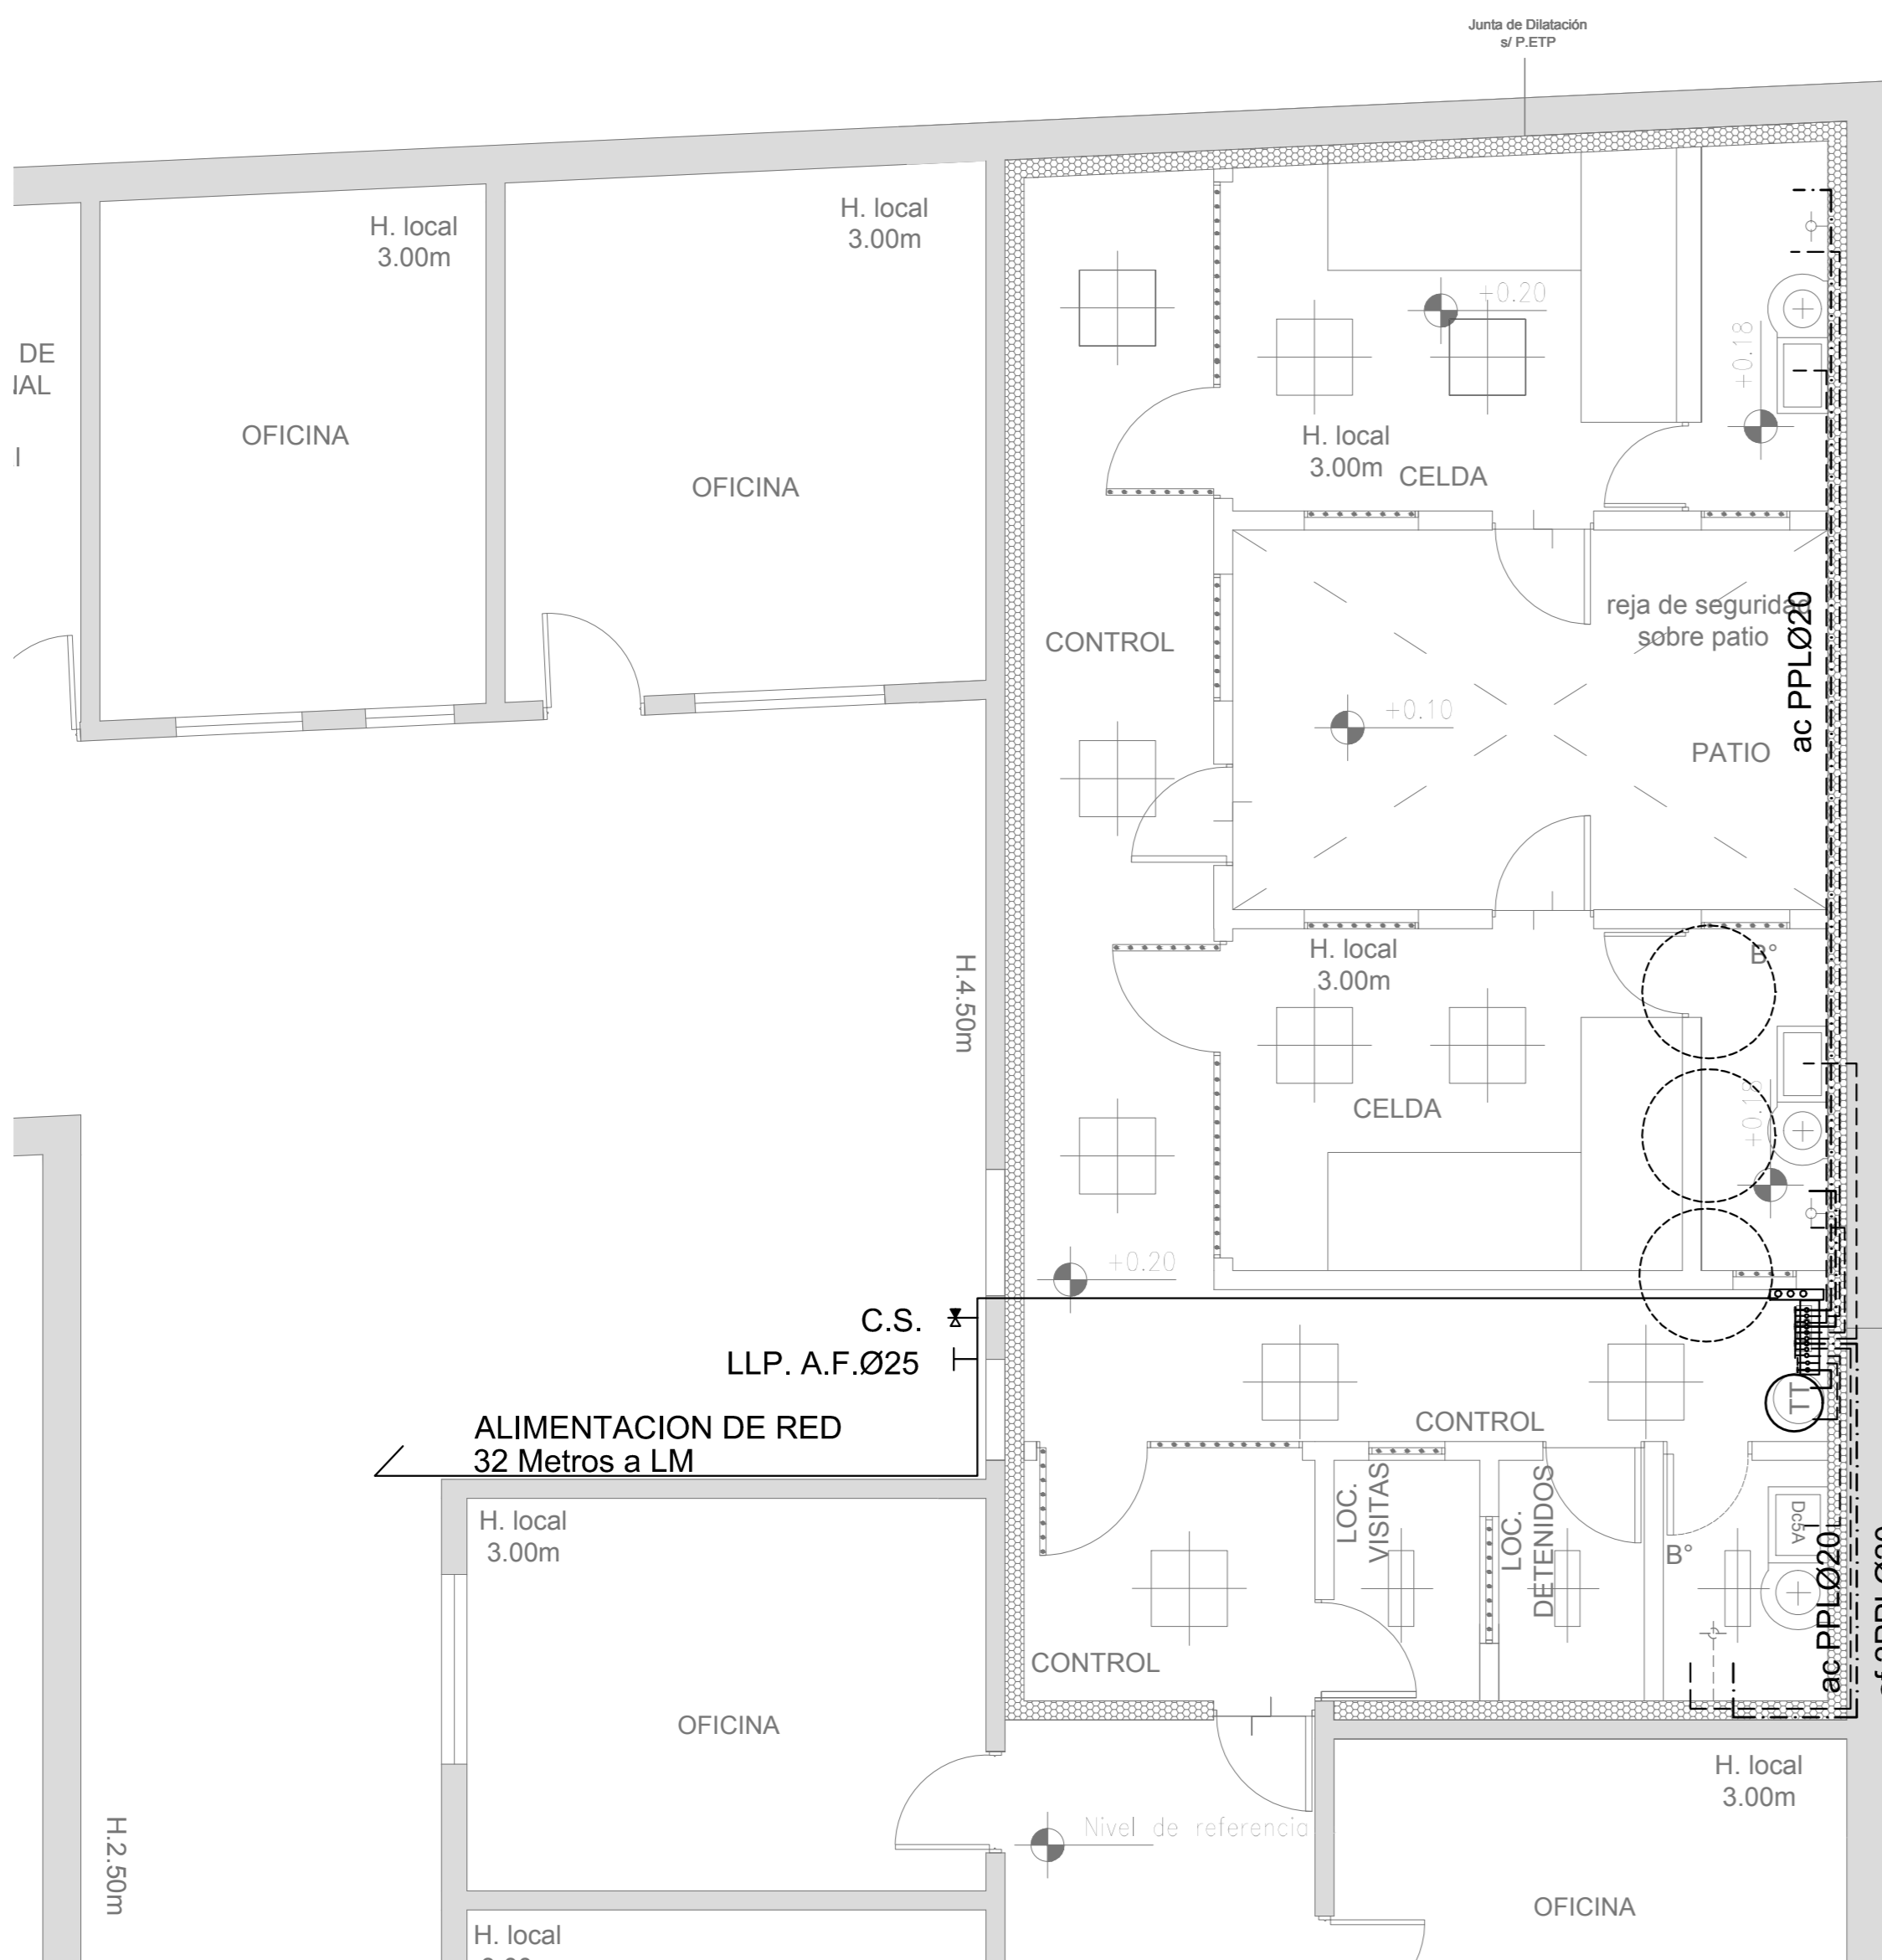 Junta de Dilatación
s/ P.ETP
H. local
3.00m
H. local
3.00m
+0.20
+0.18
DE
OFICINA
OFICINA
H. local
3.00m
CELDA
CONTROL
reja de seguridad
sobre patio
ac PPLØ20
+0.10
PATIO
H.4.50m
H. local
3.00m
B°
CELDA
+0.18
+0.20
C.S.
LLP. A.F.Ø25
ALIMENTACION DE RED
32 Metros a LM
CONTROL
TT
H. local
3.00m
LOC.
VISITAS
LOC.
DETENIDOS
B°
Dc5A
ac PPLØ20
CONTROL
OFICINA
H. local
3.00m
Nivel de referencia
H.2.50m
OFICINA
H. local